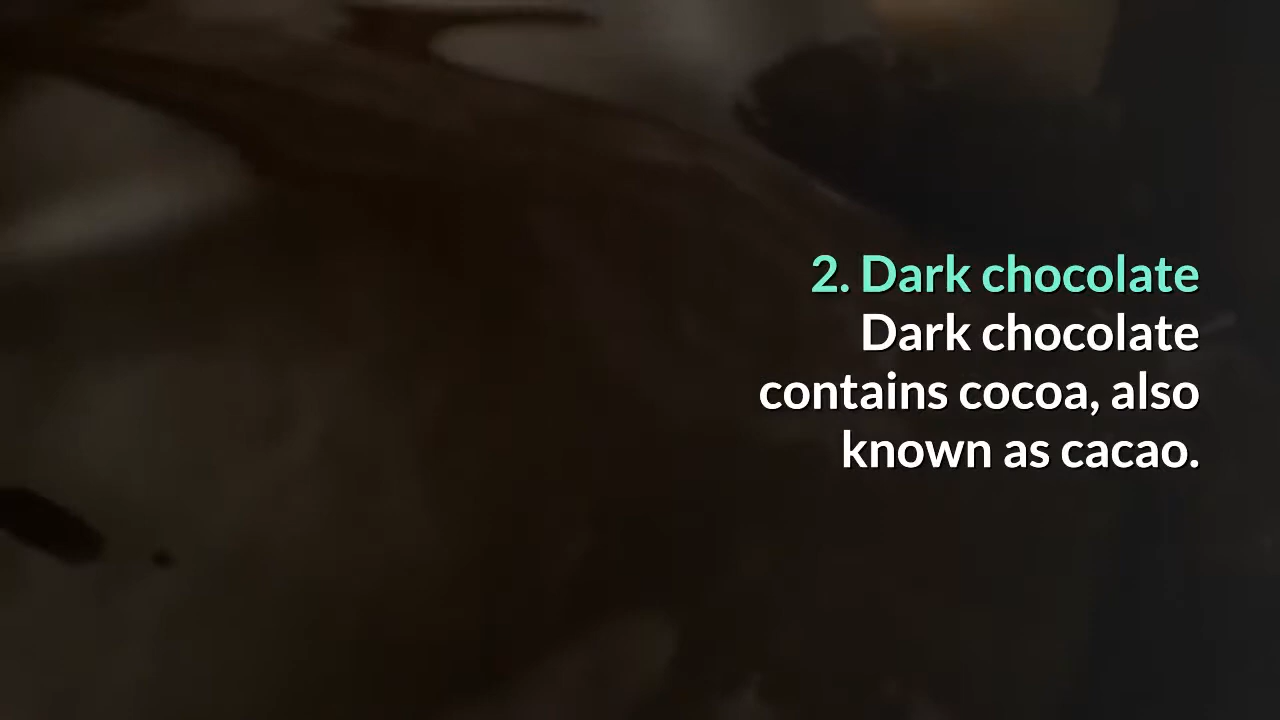 2. Dark chocolate
Dark chocolate
contains cocoa, also
known as cacao.